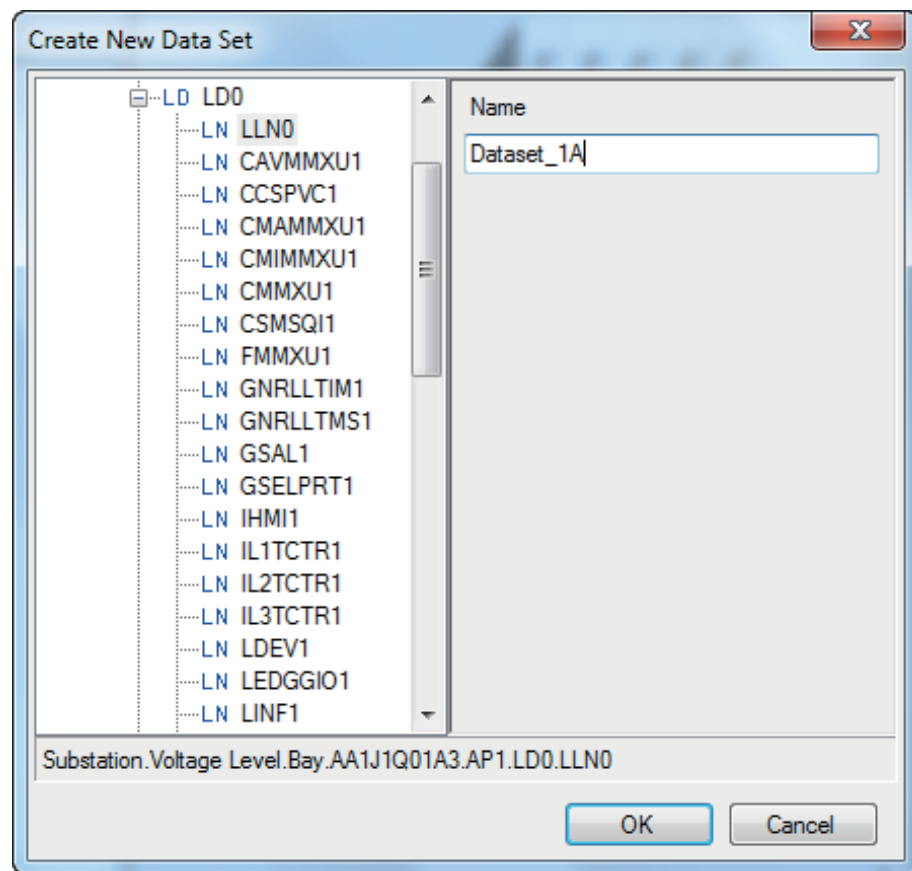 Create New Data Set
LD LD0
LN LLN0
LN CAVMMXU1
LN CCSPVC1
LN CMAMMXU1
LN CMIMMXU1
LN CMMXU1
LN CSMSQI1
LN FMMXU1
LN GNRLLTIM1
LN GNRLLTMS1
LN GSAL1
LN GSELPRT1
LN IHMI1
LN IL1TCTR1
LN IL2TCTR1
LN IL3TCTR1
LN LDEV1
LN LEDGGIO1
LN LINF1
Name
Dataset_1A
Substation.Voltage Level.Bay.AA1J1Q01A3.AP1.LD0.LLN0
OK
Cancel